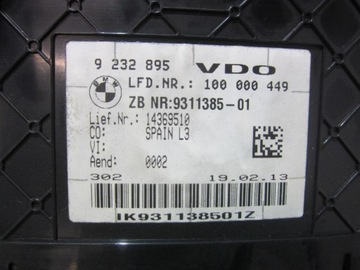 9 232 895 VDO
BMW LFD.NR.: 100 000 449
ZB NR:9311385-01
Lief.Nr.: 14369510
CO: SPAIN L3
VI:
Aend: 0002
302 19.02.13
IK931138501Z